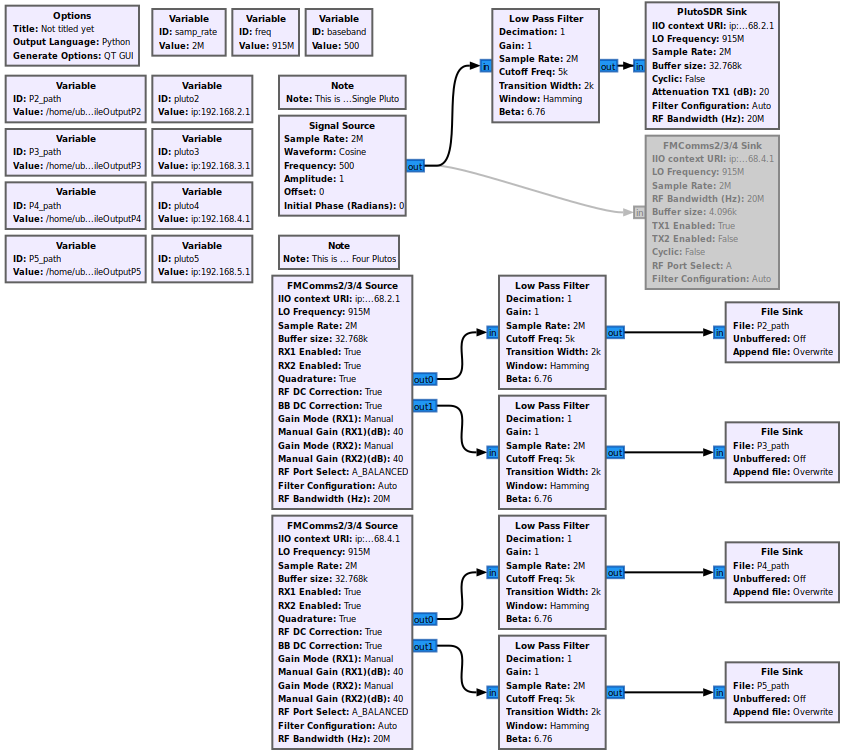 Options
Title: Not titled yet
Output Language: Python
Generate Options: QT GUI
Variable
ID: samp_rate
Value: 2M
Variable
ID: freq
Value: 915M
Variable
ID: baseband
Value: 500
Variable
ID: P2_path
Value: /home/ub...ileOutputP2
Variable
ID: pluto2
Value: ip:192.168.2.1
Variable
ID: P3_path
Value: /home/ub...ileOutputP3
Variable
ID: pluto3
Value: ip:192.168.3.1
Variable
ID: P4_path
Value: /home/ub...ileOutputP4
Variable
ID: pluto4
Value: ip:192.168.4.1
Variable
ID: P5_path
Value: /home/ub...ileOutputP5
Variable
ID: pluto5
Value: ip:192.168.5.1
Note
Note: This is ...Single Pluto
Signal Source
Sample Rate: 2M
Waveform: Cosine
Frequency: 500
Amplitude: 1
Offset: 0
Initial Phase (Radians): 0
out
in
Low Pass Filter
Decimation: 1
Gain: 1
Sample Rate: 2M
Cutoff Freq: 5k
Transition Width: 2k
Window: Hamming
Beta: 6.76
out
in
PlutoSDR Sink
IIO context URI: ip:...68.2.1
LO Frequency: 915M
Sample Rate: 2M
Buffer size: 32.768k
Cyclic: False
Attenuation TX1 (dB): 20
Filter Configuration: Auto
RF Bandwidth (Hz): 20M
in
FMComms2/3/4 Sink
IIO context URI: ip:...68.4.1
LO Frequency: 915M
Sample Rate: 2M
RF Bandwidth (Hz): 20M
Buffer size: 4.096k
TX1 Enabled: True
TX2 Enabled: False
Cyclic: False
RF Port Select: A
Filter Configuration: Auto
Note
Note: This is ... Four Plutos
FMComms2/3/4 Source
IIO context URI: ip:...68.2.1
LO Frequency: 915M
Sample Rate: 2M
Buffer size: 32.768k
RX1 Enabled: True
RX2 Enabled: True
Quadrature: True
RF DC Correction: True
BB DC Correction: True
Gain Mode (RX1): Manual
Manual Gain (RX1)(dB): 40
Gain Mode (RX2): Manual
Manual Gain (RX2)(dB): 40
RF Port Select: A_BALANCED
Filter Configuration: Auto
RF Bandwidth (Hz): 20M
out0
out1
in
Low Pass Filter
Decimation: 1
Gain: 1
Sample Rate: 2M
Cutoff Freq: 5k
Transition Width: 2k
Window: Hamming
Beta: 6.76
out
in
File Sink
File: P2_path
Unbuffered: Off
Append file: Overwrite
in
Low Pass Filter
Decimation: 1
Gain: 1
Sample Rate: 2M
Cutoff Freq: 5k
Transition Width: 2k
Window: Hamming
Beta: 6.76
out
in
File Sink
File: P3_path
Unbuffered: Off
Append file: Overwrite
FMComms2/3/4 Source
IIO context URI: ip:...68.4.1
LO Frequency: 915M
Sample Rate: 2M
Buffer size: 32.768k
RX1 Enabled: True
RX2 Enabled: True
Quadrature: True
RF DC Correction: True
BB DC Correction: True
Gain Mode (RX1): Manual
Manual Gain (RX1)(dB): 40
Gain Mode (RX2): Manual
Manual Gain (RX2)(dB): 40
RF Port Select: A_BALANCED
Filter Configuration: Auto
RF Bandwidth (Hz): 20M
out0
out1
in
Low Pass Filter
Decimation: 1
Gain: 1
Sample Rate: 2M
Cutoff Freq: 5k
Transition Width: 2k
Window: Hamming
Beta: 6.76
out
in
File Sink
File: P4_path
Unbuffered: Off
Append file: Overwrite
in
Low Pass Filter
Decimation: 1
Gain: 1
Sample Rate: 2M
Cutoff Freq: 5k
Transition Width: 2k
Window: Hamming
Beta: 6.76
out
in
File Sink
File: P5_path
Unbuffered: Off
Append file: Overwrite